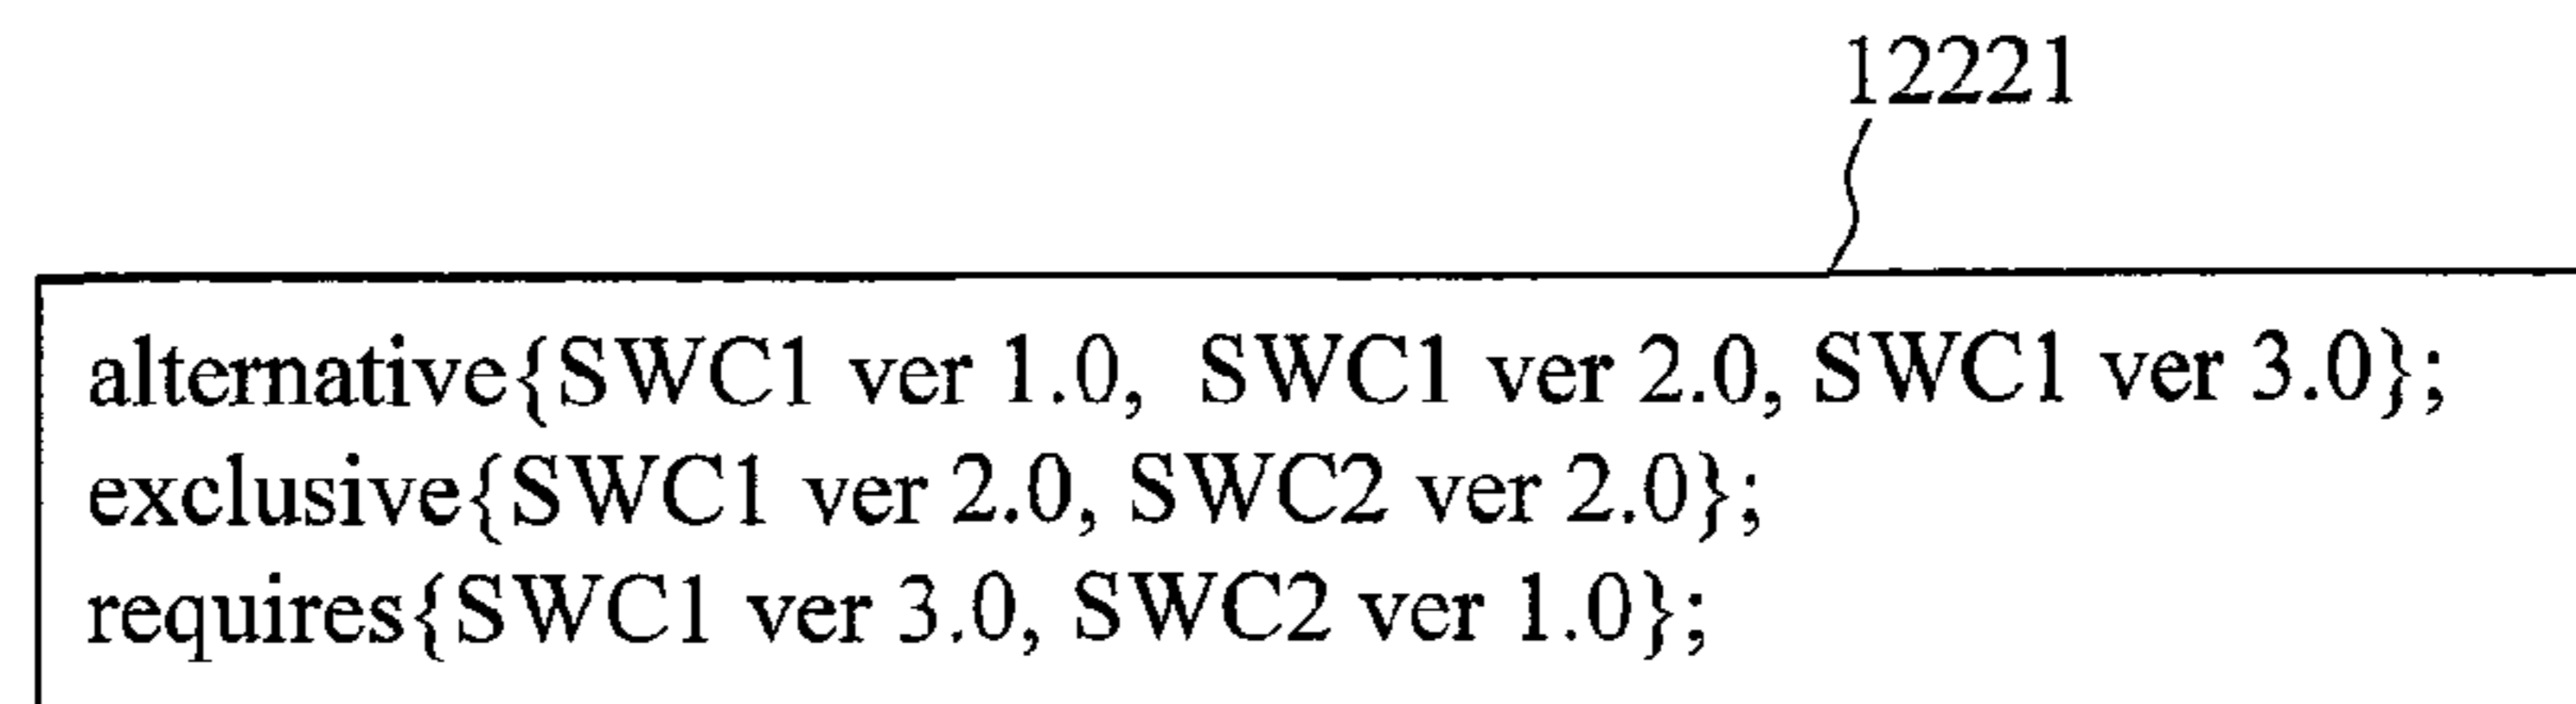 12221
alternative{SWC1 ver 1.0, SWC1 ver 2.0, SWC1 ver 3.0};
exclusive{SWC1 ver 2.0, SWC2 ver 2.0};
requires{SWC1 ver 3.0, SWC2 ver 1.0};